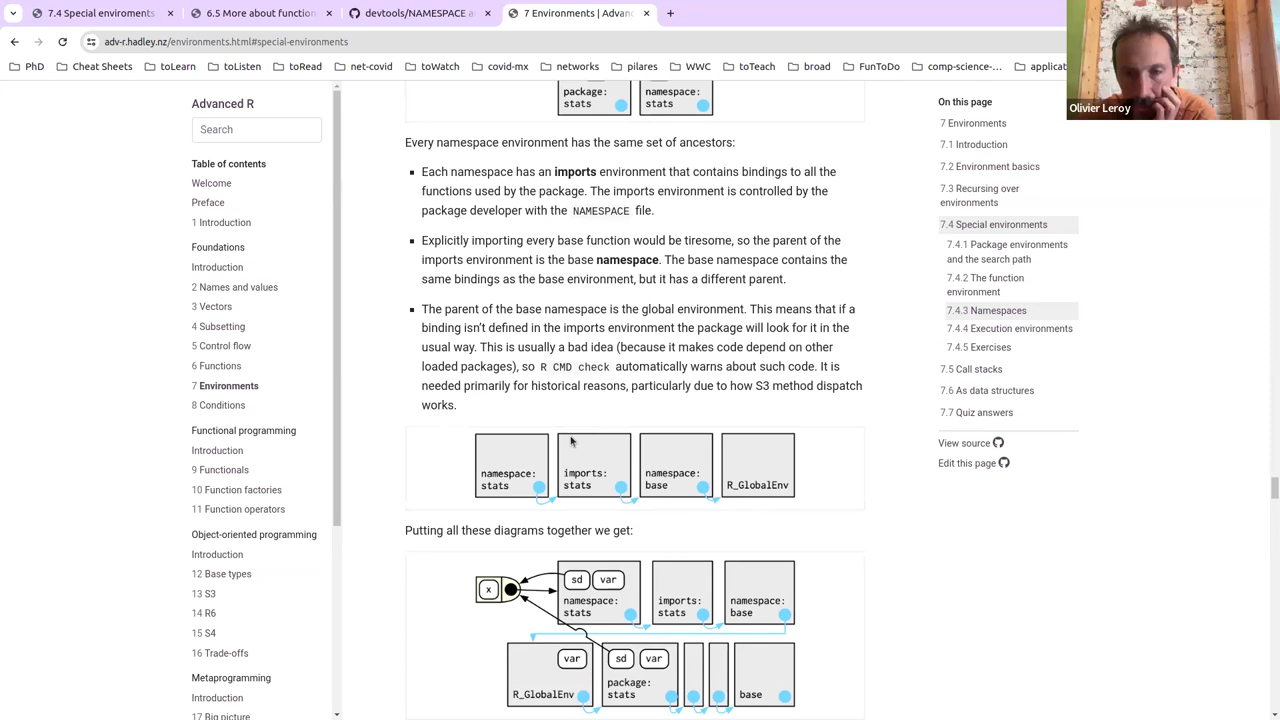 7.4 Special enviroments
6.5 More about function
devtools/NAMESPACE a
7 Environments | Advanc
adv-r.hadley.nz/environments.html#special-environments
PhD
Cheat Sheets
toLearn
toListen
toRead
net-covid
toWatch
covid-mx
networks
pilares
WWC
toTeach
broad
FunToDo
comp-science-...
applicat
Olivier Leroy
Advanced R
Search
Table of contents
Welcome
Preface
1 Introduction
Foundations
Introduction
2 Names and values
3 Vectors
4 Subsetting
5 Control flow
6 Functions
7 Environments
8 Conditions
Functional programming
Introduction
9 Functionals
10 Function factories
11 Function operators
Object-oriented programming
Introduction
12 Base types
13 S3
14 R6
15 S4
16 Trade-offs
Metaprogramming
Introduction
17 Big picture
package:
stats
namespace:
stats
Every namespace environment has the same set of ancestors:
Each namespace has an imports environment that contains bindings to all the
functions used by the package. The imports environment is controlled by the
package developer with the NAMESPACE file.
Explicitly importing every base function would be tiresome, so the parent of the
imports environment is the base namespace. The base namespace contains the
same bindings as the base environment, but it has a different parent.
The parent of the base namespace is the global environment. This means that if a
binding isn't defined in the imports environment the package will look for it in the
usual way. This is usually a bad idea (because it makes code depend on other
loaded packages), so R CMD check automatically warns about such code. It is
needed primarily for historical reasons, particularly due to how S3 method dispatch
works.
namespace:
stats
imports:
stats
namespace:
base
R_GlobalEnv
Putting all these diagrams together we get:
x
sd
var
namespace:
stats
imports:
stats
namespace:
base
var
R_GlobalEnv
sd
var
package:
stats
base
On this page
7 Environments
7.1 Introduction
7.2 Environment basics
7.3 Recursing over
environments
7.4 Special environments
7.4.1 Package environments
and the search path
7.4.2 The function
environment
7.4.3 Namespaces
7.4.4 Execution environments
7.4.5 Exercises
7.5 Call stacks
7.6 As data structures
7.7 Quiz answers
View source
Edit this page